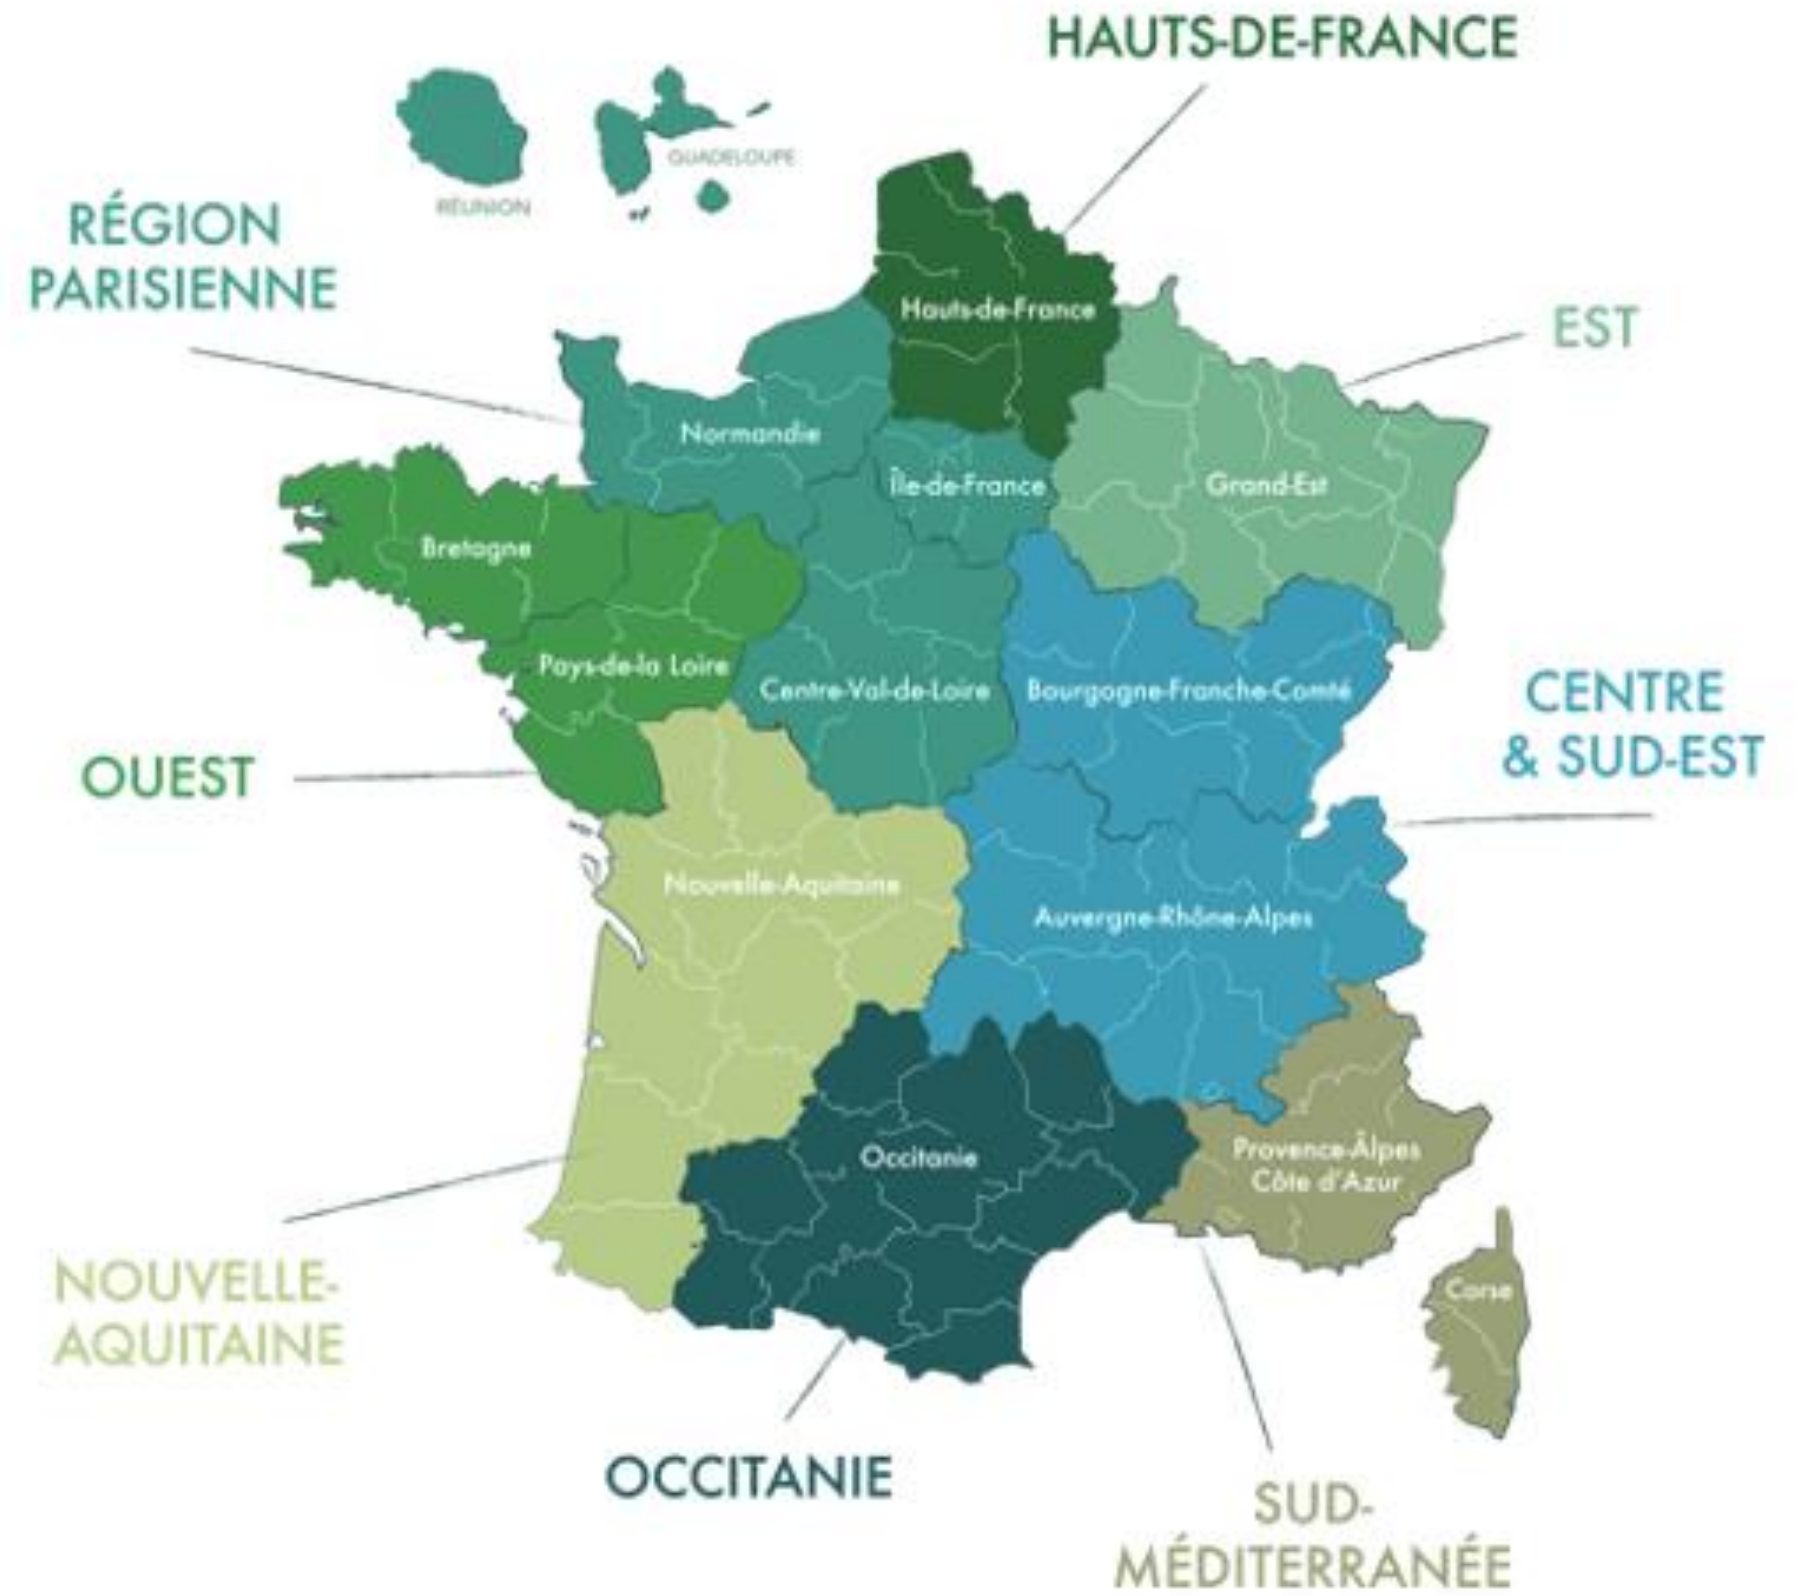 HAUTS-DE-FRANCE
GUADELOUPE
RÉUNION
RÉGION
PARISIENNE
Hauts-de-France
EST
Normandie
Île-de-France
Grand-Est
Bretagne
Pays-de-la Loire
Centre-Val-de-Loire
Bourgogne-Franche-Comté
CENTRE
& SUD-EST
OUEST
Nouvelle-Aquitaine
Auvergne-Rhône-Alpes
Occitanie
Provence-Âlpes
Côte d'Azur
Corse
NOUVELLE-
AQUITAINE
OCCITANIE
SUD-
MÉDITERRANÉE